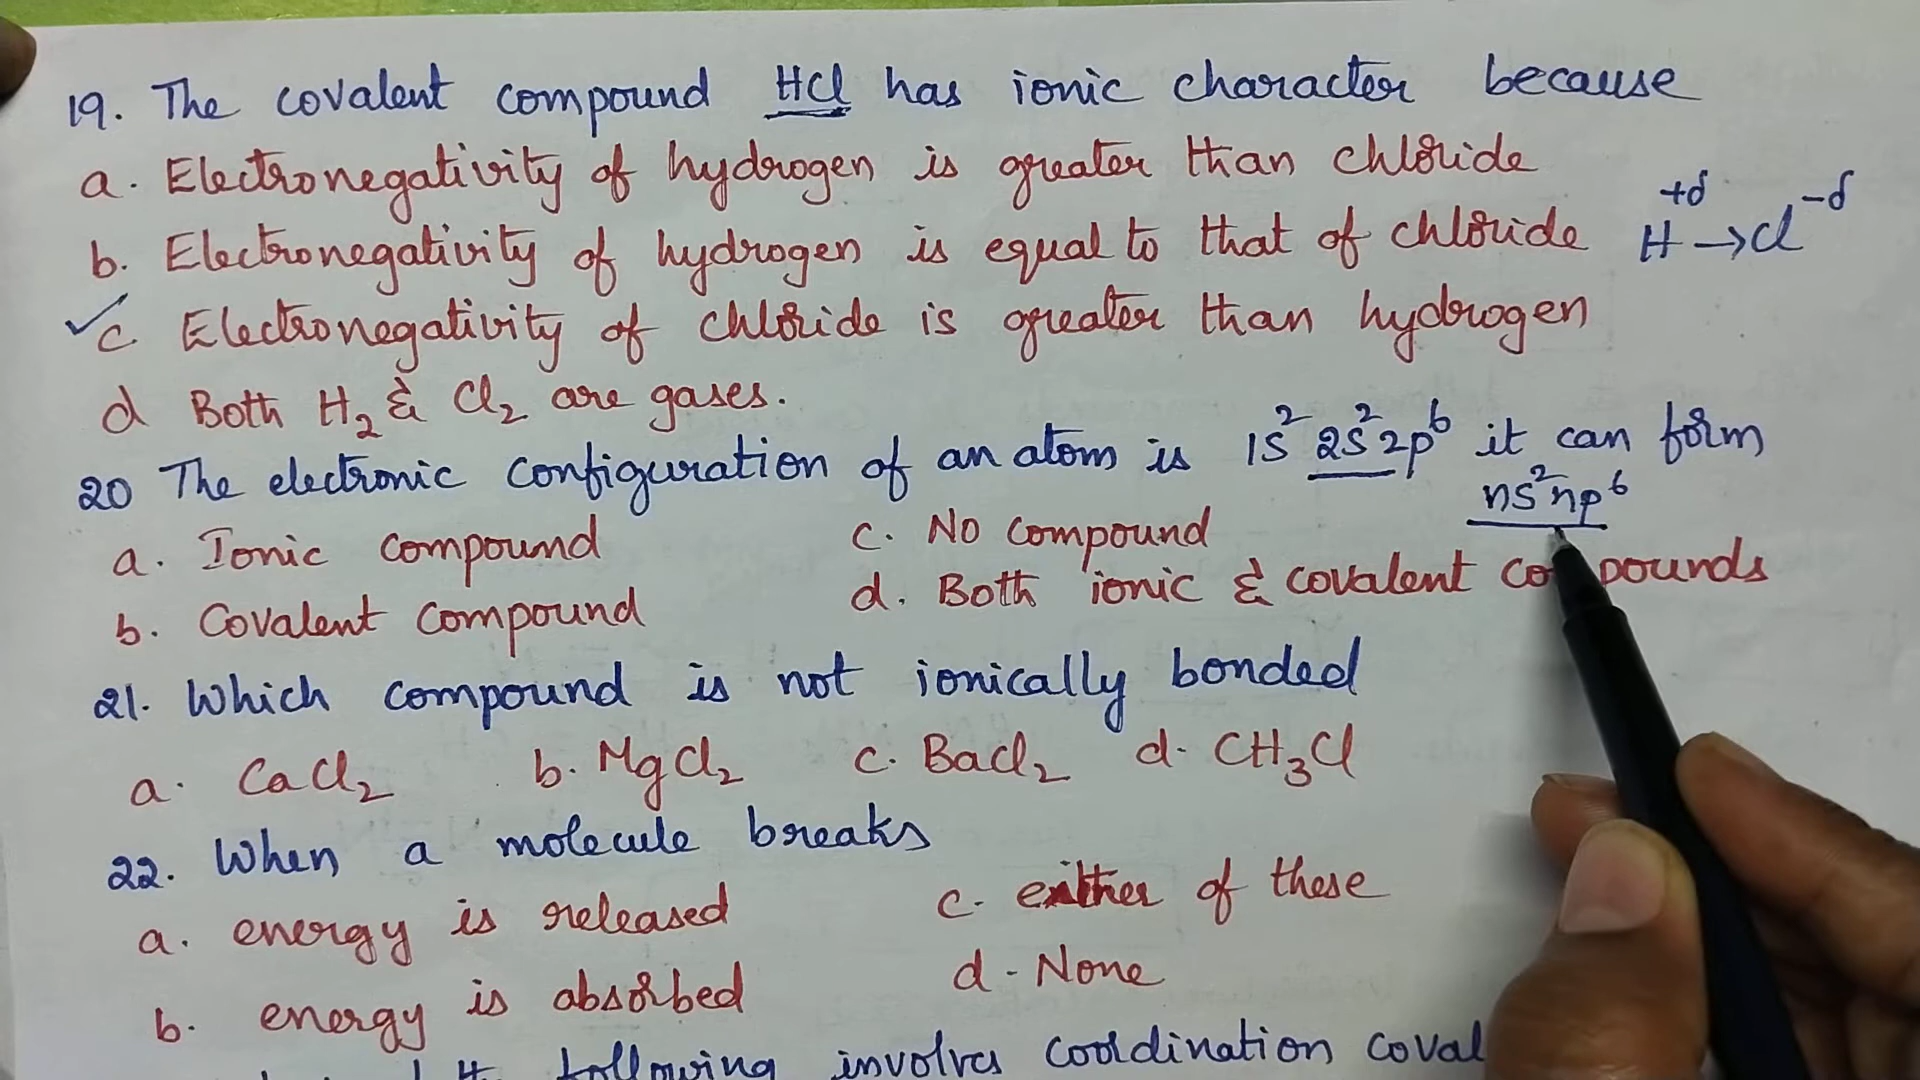 19. The covalent compound HCl has ionic character because
a. Electronegativity of hydrogen is greater than chloride
b. Electronegativity of hydrogen is equal to that of chloride
H^{+δ} → Cl^{-δ}
✓c. Electronegativity of chloride is greater than hydrogen
d Both H₂ & Cl₂ are gases.
20 The electronic configuration of an atom is 1S² 2S² 2p⁶ it can form
nS² np⁶
a. Ionic compound c. No compound
b. Covalent compound d. Both ionic & covalent co pounds
21. Which compound is not ionically bonded
a. CaCl₂ b. MgCl₂ c. BaCl₂ d. CH₃Cl
22. When a molecule breaks
a. energy is released c. either of these
b. energy is absorbed d - None
following involves coordination coval